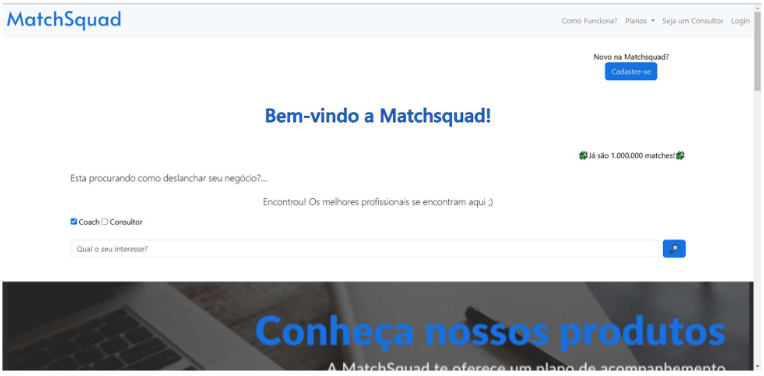 MatchSquad
Como Funciona? Planos Seja um Consultor Login
Novo na Matchsquad?
Cadastre-se
Bem-vindo a Matchsquad!
Já são 1.000.000 matches!
Esta procurando como deslanchar seu negócio?...
Encontrou! Os melhores profissionais se encontram aqui ;)
Coach Consultor
Qual o seu interesse?
Conheça nossos produtos
A MatchSquad te oferece um plano de acompanhemento